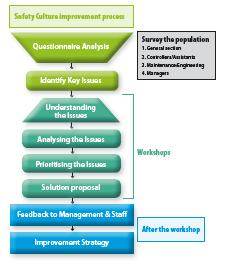 Safety Culture improvement process
Questionnaire Analysis
Survey the population
1. General section
2. Controllers/Assistants
3. Maintenance/Engineering
4. Managers
Identify Key Issues
Understanding
the Issues
Analysing the Issues
Prioritising the Issues
Solution proposal
Workshops
Feedback to Management & Staff
Improvement Strategy
After the workshop